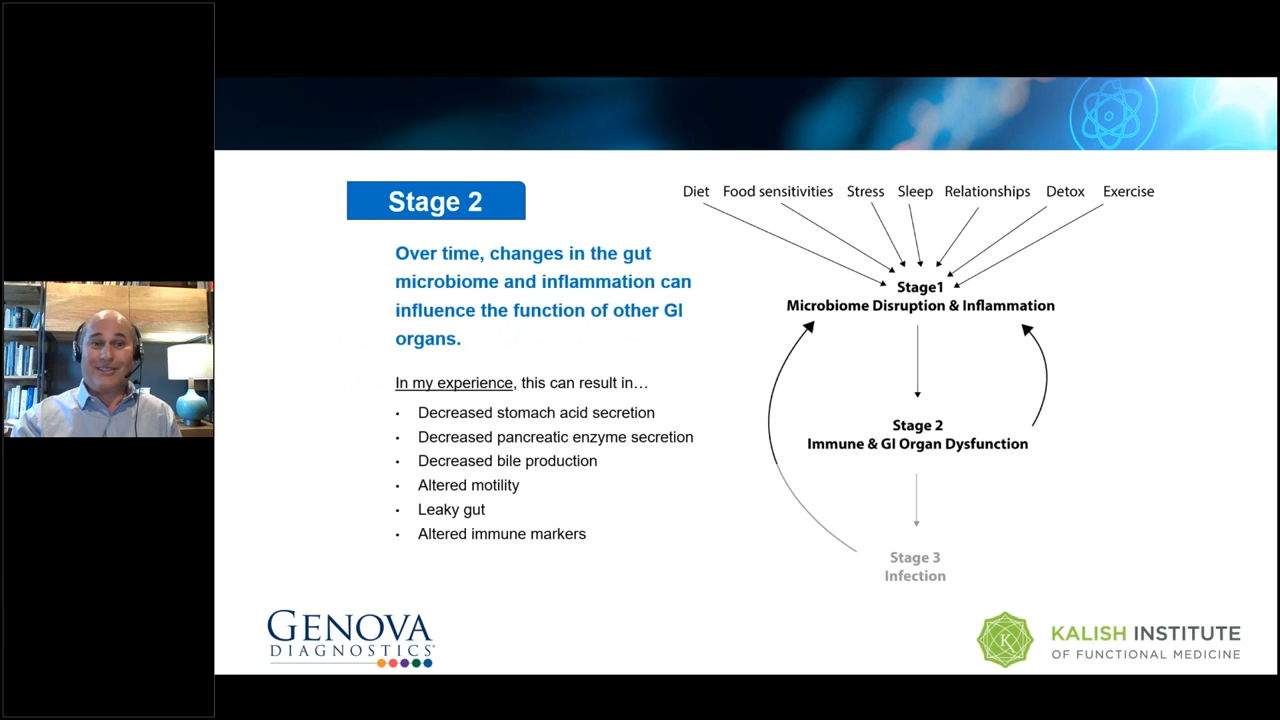 Stage 2
Over time, changes in the gut
microbiome and inflammation can
influence the function of other GI
organs.
In my experience, this can result in…
• Decreased stomach acid secretion
• Decreased pancreatic enzyme secretion
• Decreased bile production
• Altered motility
• Leaky gut
• Altered immune markers
Diet Food sensitivities Stress Sleep Relationships Detox Exercise
Stage1
Microbiome Disruption & Inflammation
Stage 2
Immune & GI Organ Dysfunction
Stage 3
Infection
GENOVA
DIAGNOSTICS
K
KALISH INSTITUTE
OF FUNCTIONAL MEDICINE